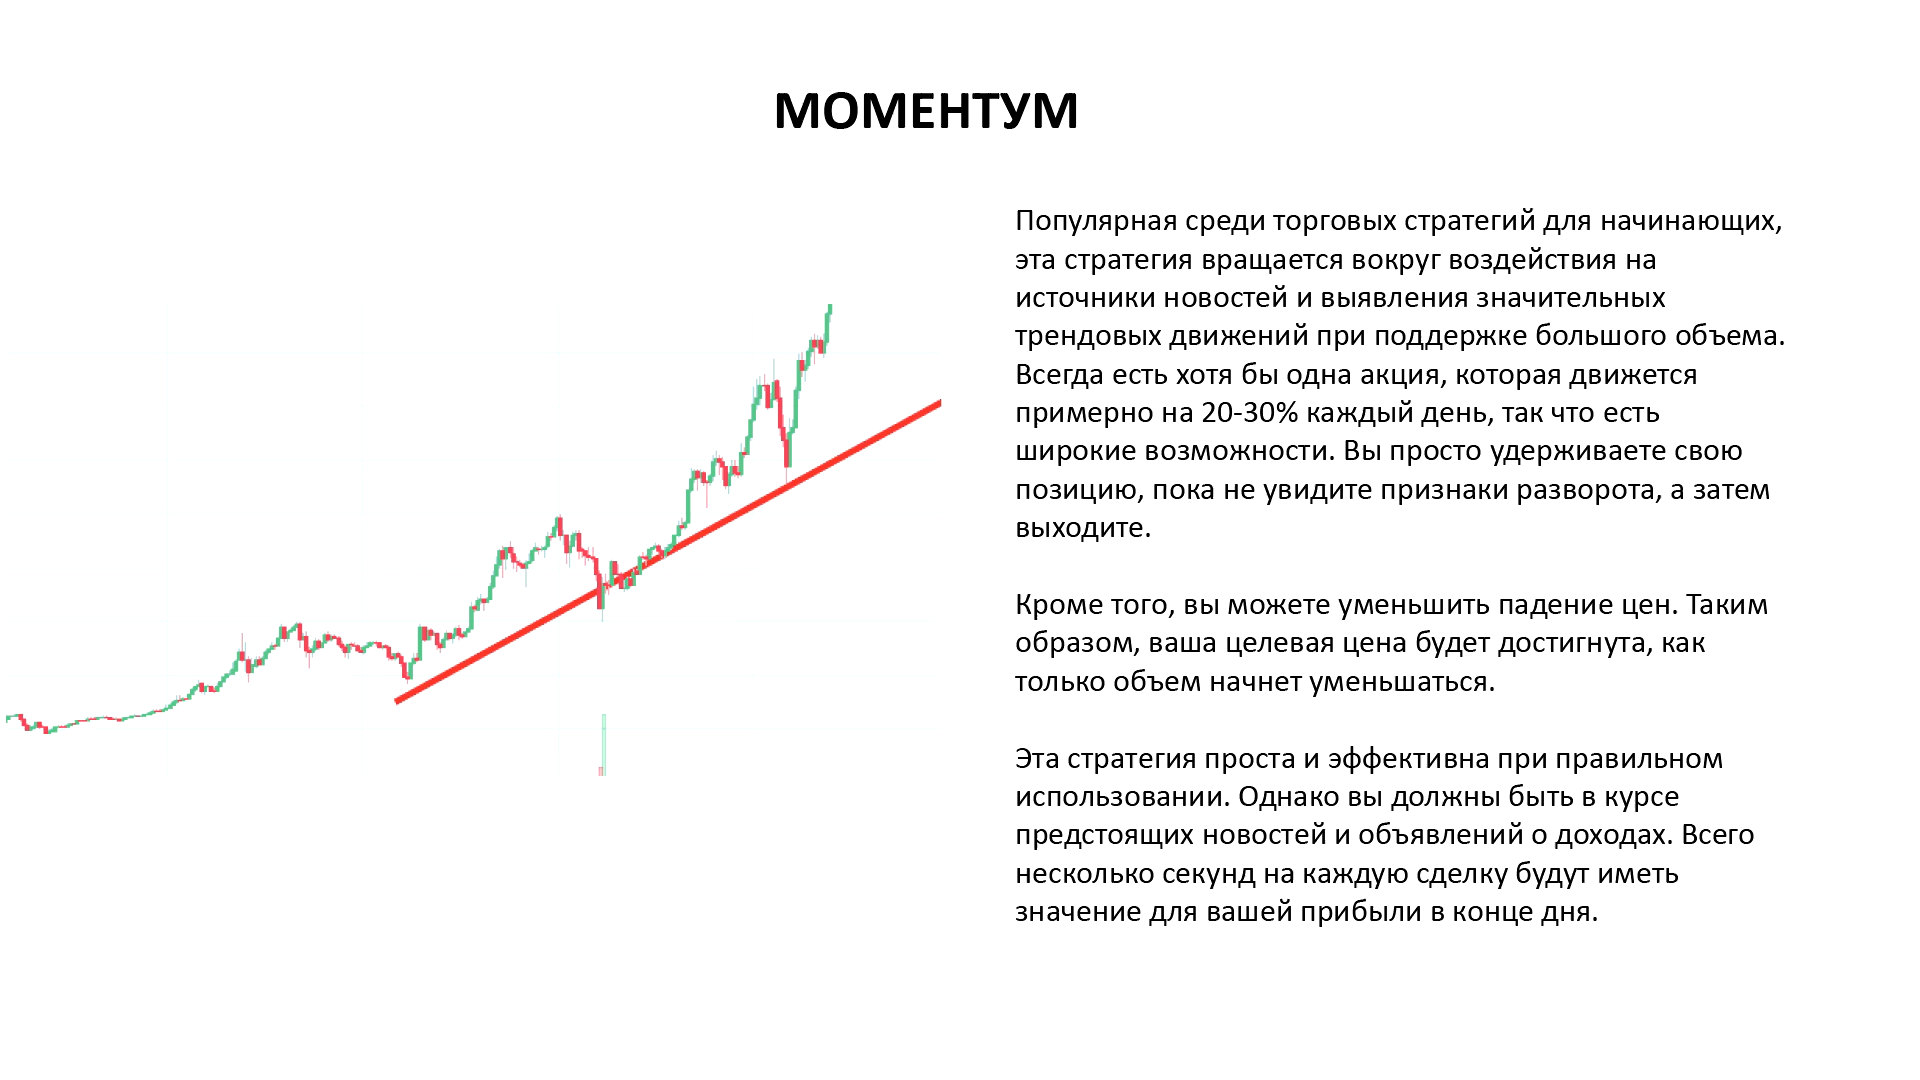 МОМЕНТУМ
Популярная среди торговых стратегий для начинающих,
эта стратегия вращается вокруг воздействия на
источники новостей и выявления значительных
трендовых движений при поддержке большого объема.
Всегда есть хотя бы одна акция, которая движется
примерно на 20-30% каждый день, так что есть
широкие возможности. Вы просто удерживаете свою
позицию, пока не увидите признаки разворота, а затем
выходите.
Кроме того, вы можете уменьшить падение цен. Таким
образом, ваша целевая цена будет достигнута, как
только объем начнет уменьшаться.
Эта стратегия проста и эффективна при правильном
использовании. Однако вы должны быть в курсе
предстоящих новостей и объявлений о доходах. Всего
несколько секунд на каждую сделку будут иметь
значение для вашей прибыли в конце дня.